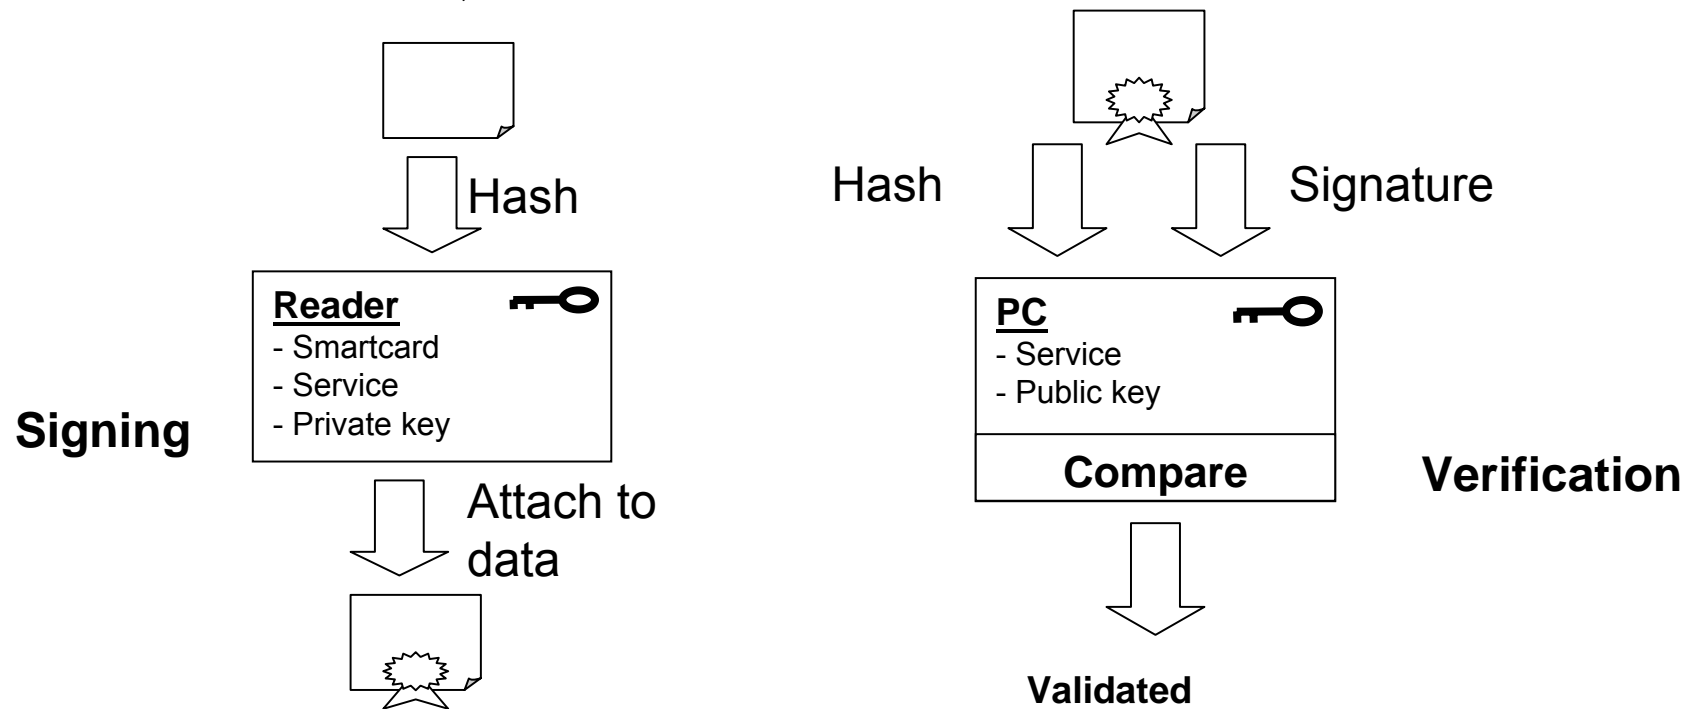 Hash
Reader
- Smartcard
- Service
- Private key
Signing
Attach to
data
Hash
Signature
PC
- Service
- Public key
Compare
Verification
Validated